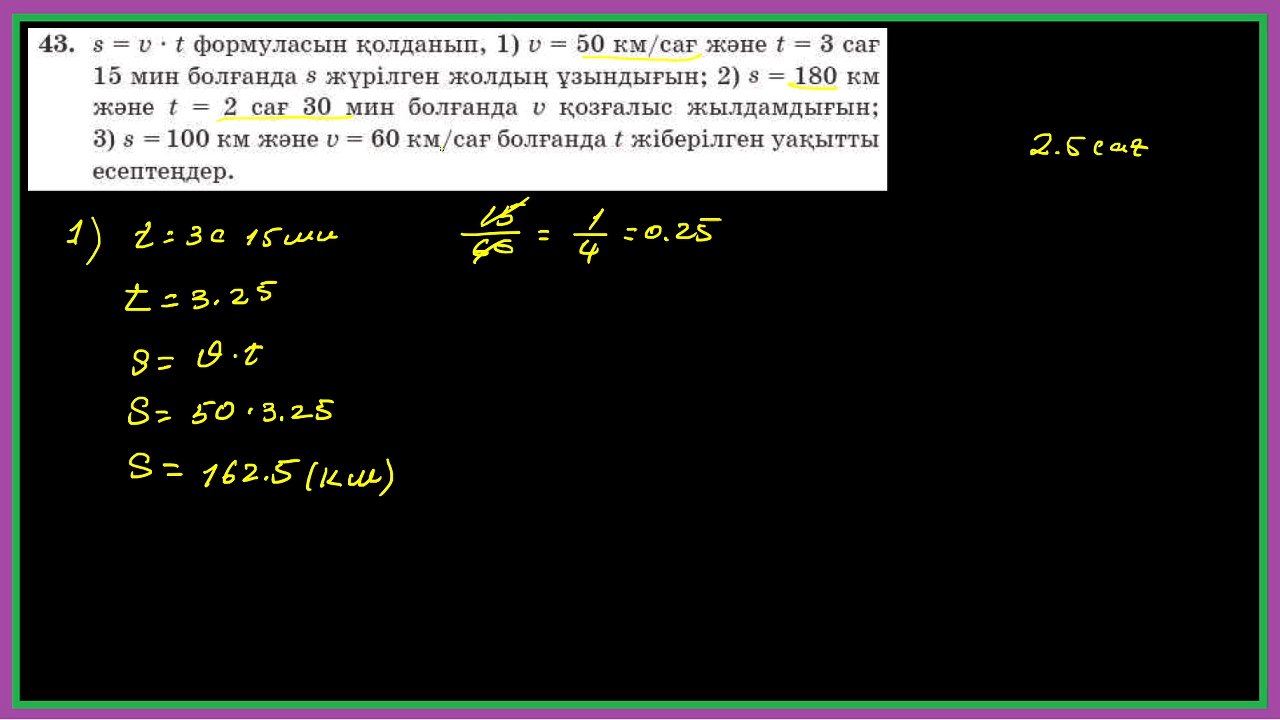 43. s = v · t формуласын қолданып, 1) v = 50 км/сағ және t = 3 сағ
15 мин болғанда s жүрілген жолдың ұзындығын; 2) s = 180 км
және t = 2 сағ 30 мин болғанда v қозғалыс жылдамдығын;
3) s = 100 км және v = 60 км/сағ болғанда t жіберілген уақытты
есептеңдер.
2.5 сағ
1) t = 3с 15 мин
15/60 = 1/4 = 0.25
t = 3.25
s = υ · t
S = 50 · 3.25
S = 162.5 (км)